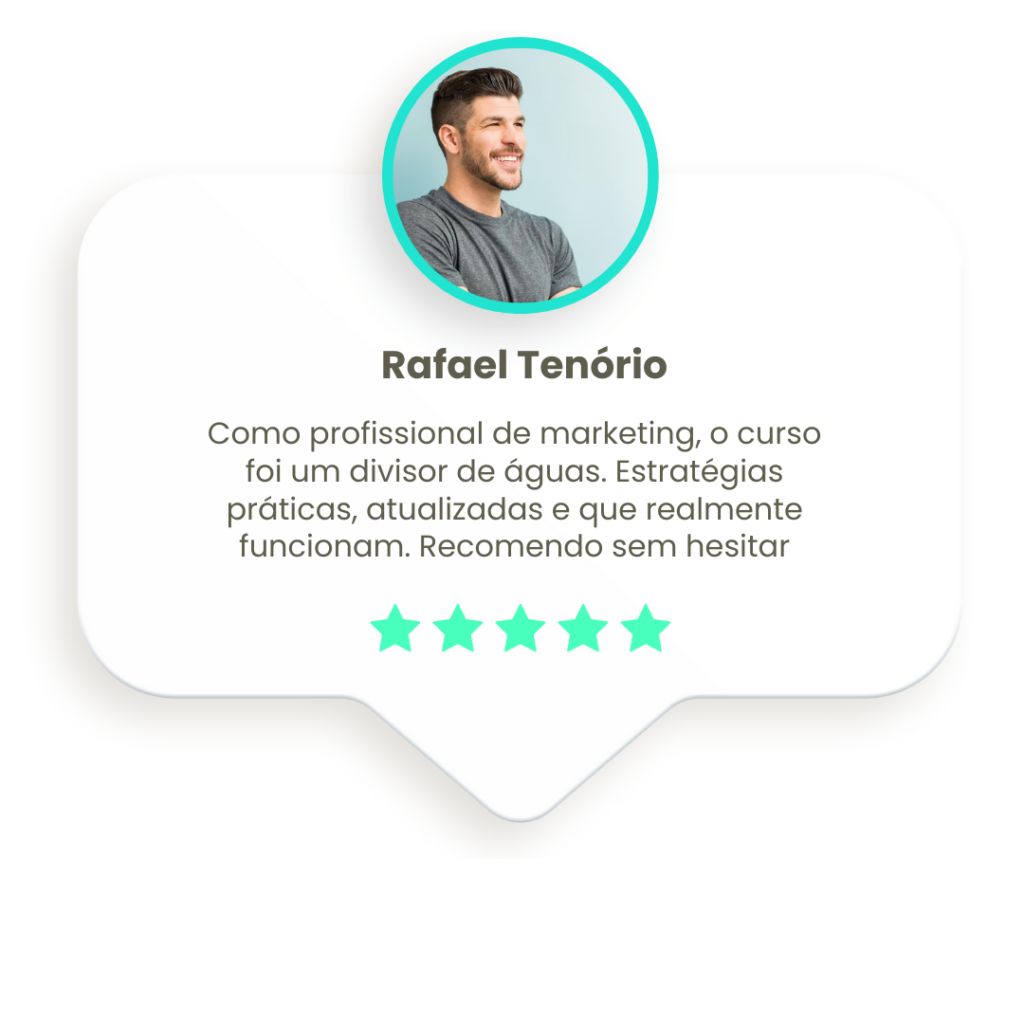 Rafael Tenório
Como profissional de marketing, o curso
foi um divisor de águas. Estratégias
práticas, atualizadas e que realmente
funcionam. Recomendo sem hesitar